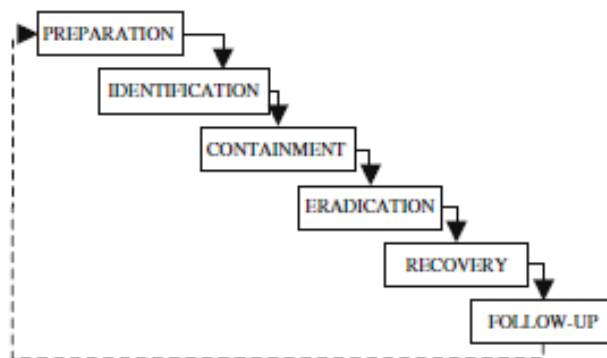 PREPARATION
IDENTIFICATION
CONTAINMENT
ERADICATION
RECOVERY
FOLLOW-UP